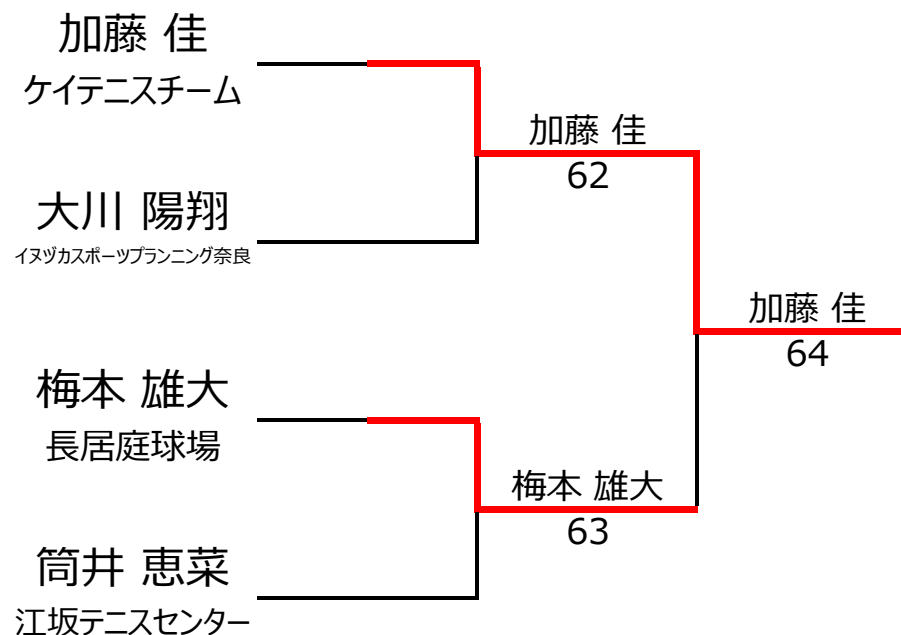 加藤 佳
ケイテニスチーム
加藤 佳
62
大川 陽翔
イヌヅカスポーツプランニング奈良
加藤 佳
64
梅本 雄大
長居庭球場
梅本 雄大
63
筒井 恵菜
江坂テニスセンター